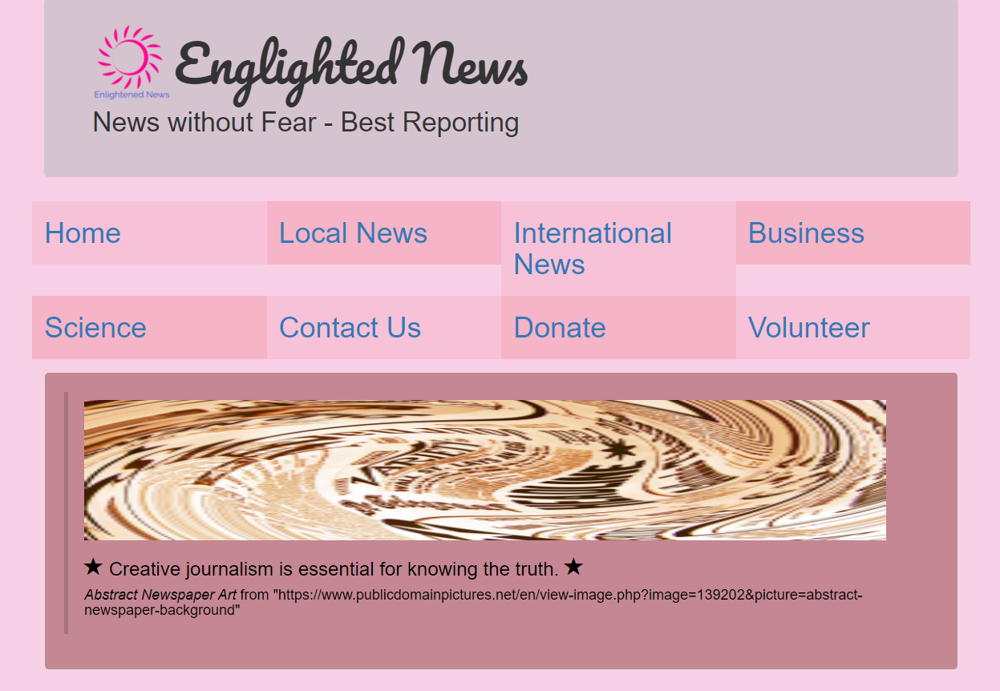 Englighted News
Enlightened News
News without Fear - Best Reporting
Home
Local News
International
News
Business
Science
Contact Us
Donate
Volunteer
★ Creative journalism is essential for knowing the truth. ★
Abstract Newspaper Art from "https://www.publicdomainpictures.net/en/view-image.php?image=139202&picture=abstract-
newspaper-background"